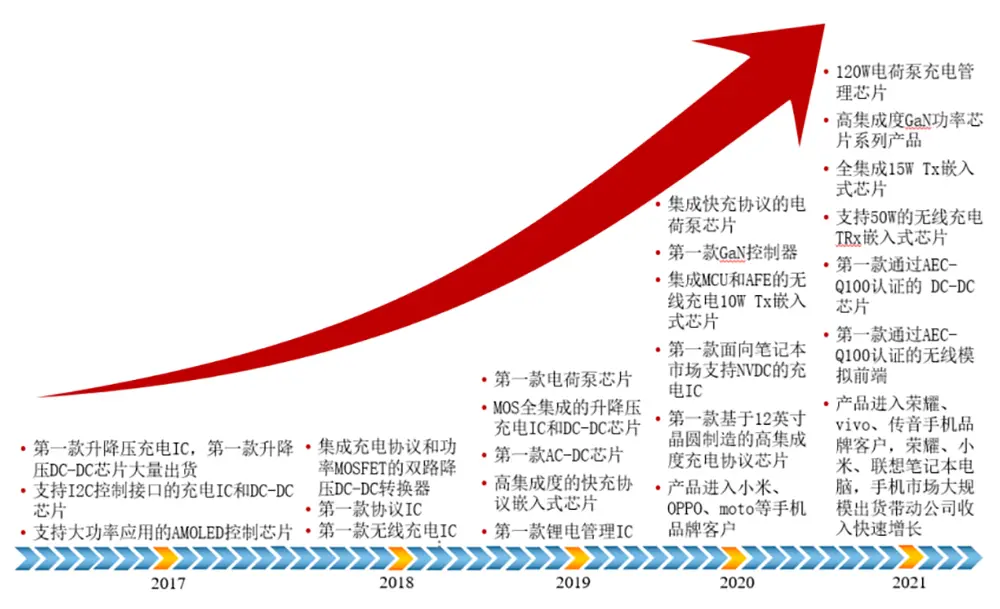 • 第一款升降压充电IC，第一款升降
压DC-DC芯片大量出货
• 支持I2C控制接口的充电IC和DC-DC
芯片
• 支持大功率应用的AMOLED控制芯片
• 集成充电协议和功
率MOSFET的双路降
压DC-DC转换器
• 第一款协议IC
• 第一款无线充电IC
• 第一款电荷泵芯片
• MOS全集成的升降压
充电IC和DC-DC芯片
• 第一款AC-DC芯片
• 高集成度的快充协
议嵌入式芯片
• 第一款锂电管理IC
• 集成快充协议的电
荷泵芯片
• 第一款GaN控制器
• 集成MCU和AFE的无
线充电10W Tx嵌入
式芯片
• 第一款面向笔记本
市场支持NVDC的充
电IC
• 第一款基于12英寸
晶圆制造的高集成
度充电协议芯片
• 产品进入小米、
OPPO、moto等手机
品牌客户
• 120W电荷泵充电管
理芯片
• 高集成度GaN功率芯
片系列产品
• 全集成15W Tx嵌入
式芯片
• 支持50W的无线充电
TRx嵌入式芯片
• 第一款通过AEC-
Q100认证的 DC-DC
芯片
• 第一款通过AEC-
Q100认证的无线模
拟前端
• 产品进入荣耀、
vivo、传音手机品
牌客户，荣耀、小
米、联想笔记本电
脑，手机市场大规
模出货带动公司收
入快速增长
2017
2018
2019
2020
2021